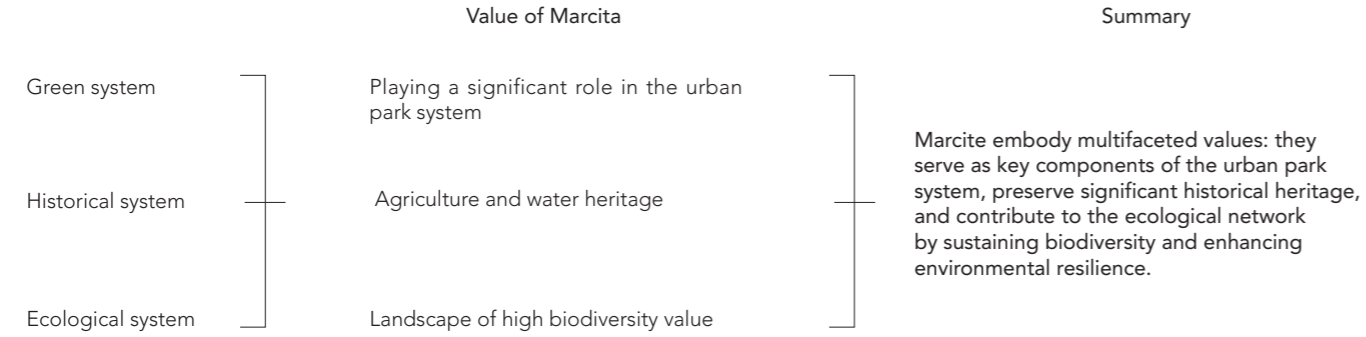 Value of Marcita
Summary
Green system
Playing a significant role in the urban
park system
Historical system
Agriculture and water heritage
Ecological system
Landscape of high biodiversity value
Marcite embody multifaceted values: they
serve as key components of the urban park
system, preserve significant historical heritage,
and contribute to the ecological network
by sustaining biodiversity and enhancing
environmental resilience.